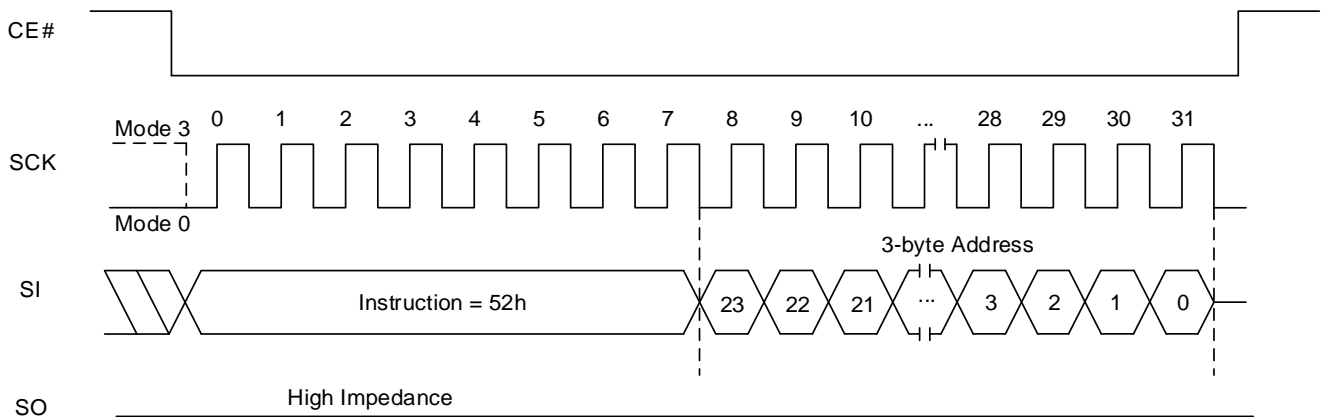 CE#
0 1 2 3 4 5 6 7 8 9 10 ... 28 29 30 31
Mode 3
SCK
Mode 0
3-byte Address
SI
Instruction = 52h 23 22 21 ... 3 2 1 0
High Impedance
SO